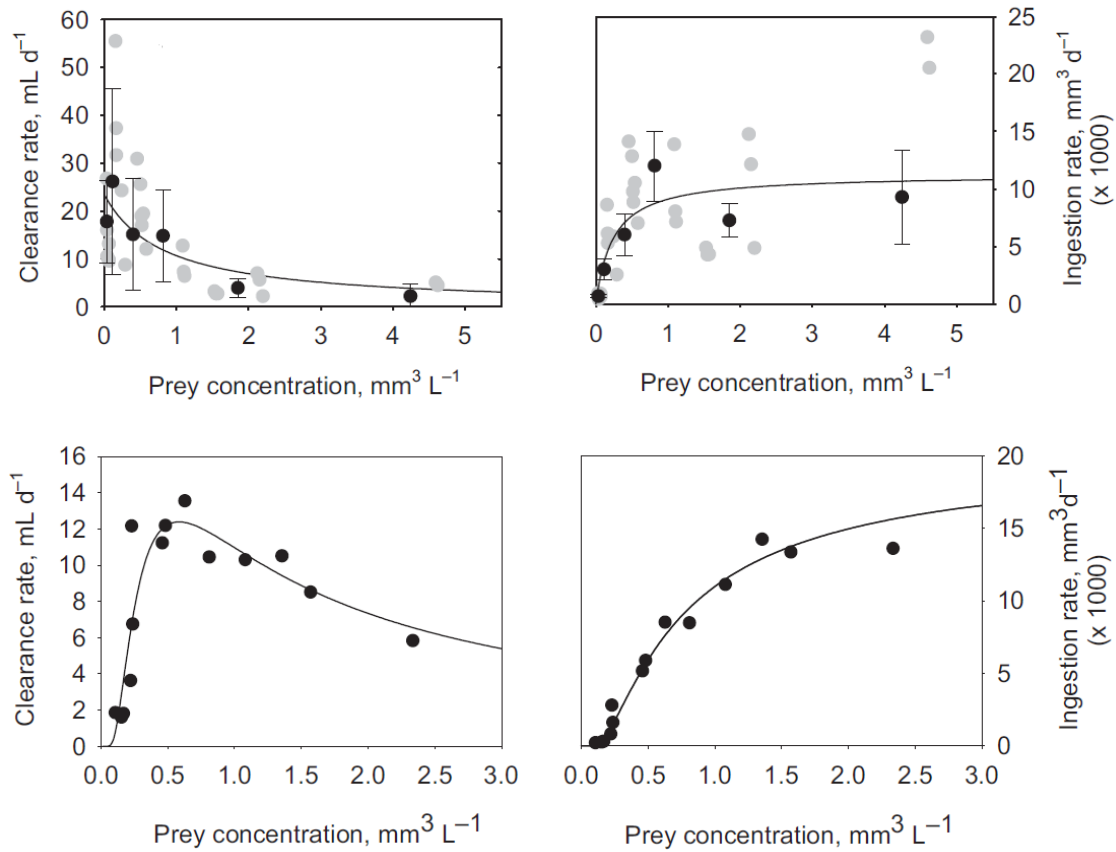 60
50
40
30
20
10
0
Clearance rate, mL d⁻¹
0 1 2 3 4 5
Prey concentration, mm³ L⁻¹
25
20
15
10
5
0
Ingestion rate, mm³ d⁻¹
(x 1000)
0 1 2 3 4 5
Prey concentration, mm³ L⁻¹
16
14
12
10
8
6
4
2
0
Clearance rate, mL d⁻¹
0.0 0.5 1.0 1.5 2.0 2.5 3.0
Prey concentration, mm³ L⁻¹
20
15
10
5
0
Ingestion rate, mm³d⁻¹
(x 1000)
0.0 0.5 1.0 1.5 2.0 2.5 3.0
Prey concentration, mm³ L⁻¹